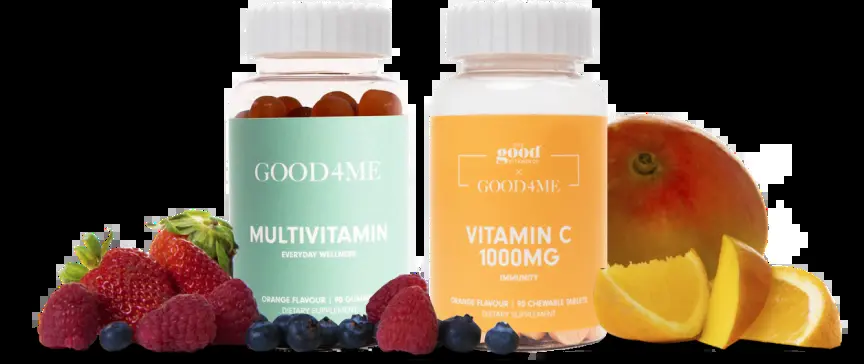 GOOD4ME
MULTIVITAMIN
EVERYDAY WELLNESS
ORANGE FLAVOUR | 90
DIETARY SUPPLEMENT
good
×
GOOD4ME
VITAMIN C
1000MG
IMMUNITY
ORANGE FLAVOUR | 90 CHEWABLE TABLETS
DIETARY SUPPLEMENT